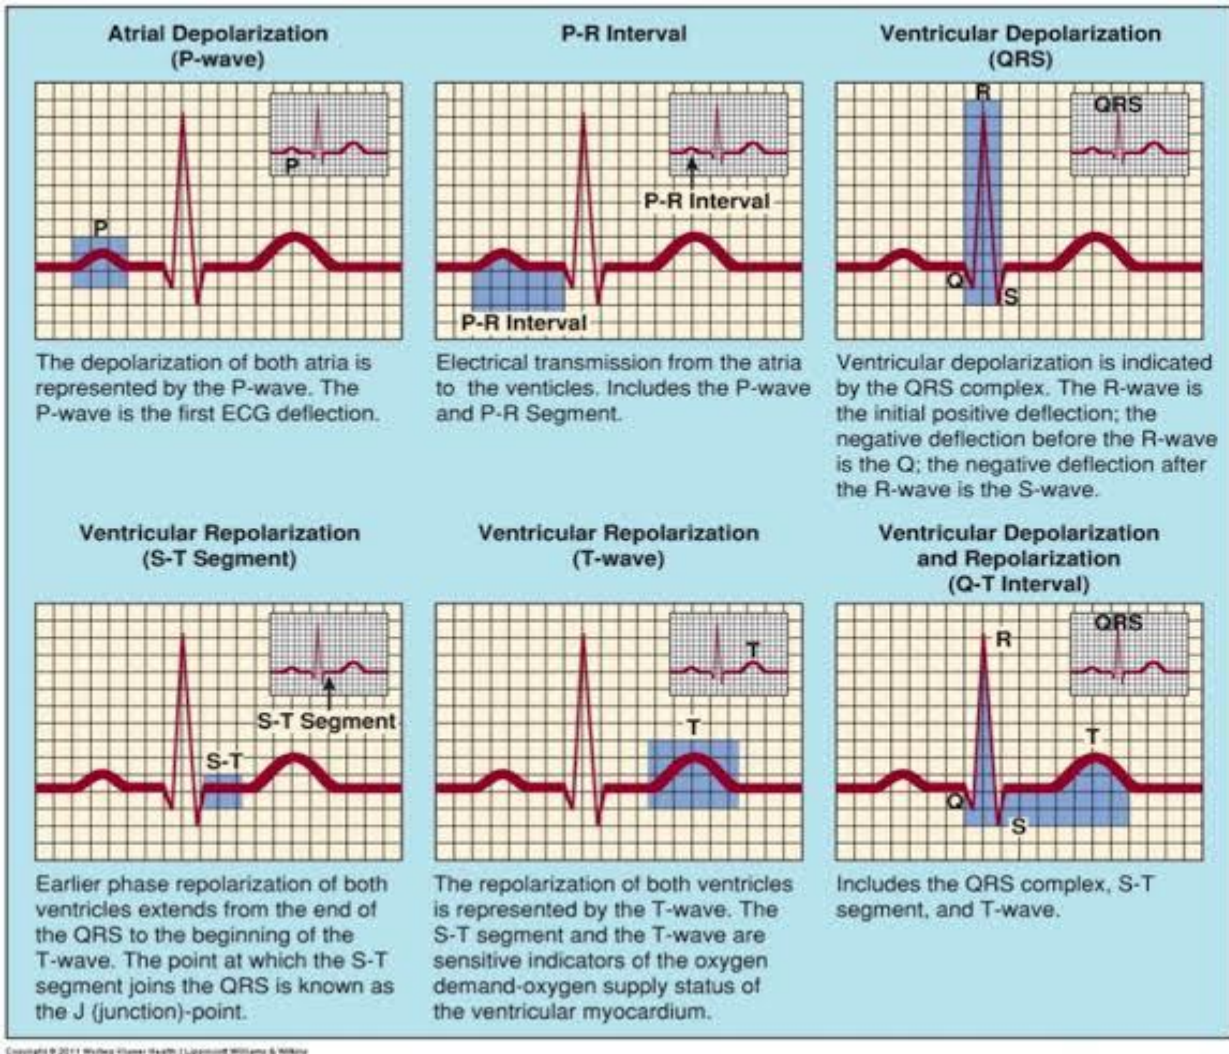 Atrial Depolarization
(P-wave)
P
P
The depolarization of both atria is
represented by the P-wave. The
P-wave is the first ECG deflection.
P-R Interval
P-R Interval
P-R Interval
Electrical transmission from the atria
to the venticles. Includes the P-wave
and P-R Segment.
Ventricular Depolarization
(QRS)
R
QRS
Q
S
Ventricular depolarization is indicated
by the QRS complex. The R-wave is
the initial positive deflection; the
negative deflection before the R-wave
is the Q; the negative deflection after
the R-wave is the S-wave.
Ventricular Repolarization
(S-T Segment)
S-T Segment
S-T
Earlier phase repolarization of both
ventricles extends from the end of
the QRS to the beginning of the
T-wave. The point at which the S-T
segment joins the QRS is known as
the J (junction)-point.
Ventricular Repolarization
(T-wave)
T
T
The repolarization of both ventricles
is represented by the T-wave. The
S-T segment and the T-wave are
sensitive indicators of the oxygen
demand-oxygen supply status of
the ventricular myocardium.
Ventricular Depolarization
and Repolarization
(Q-T Interval)
QRS
R
T
Q
S
Includes the QRS complex, S-T
segment, and T-wave.
Copyright © 2011 Wolters Kluwer Health | Lippincott Williams & Wilkins